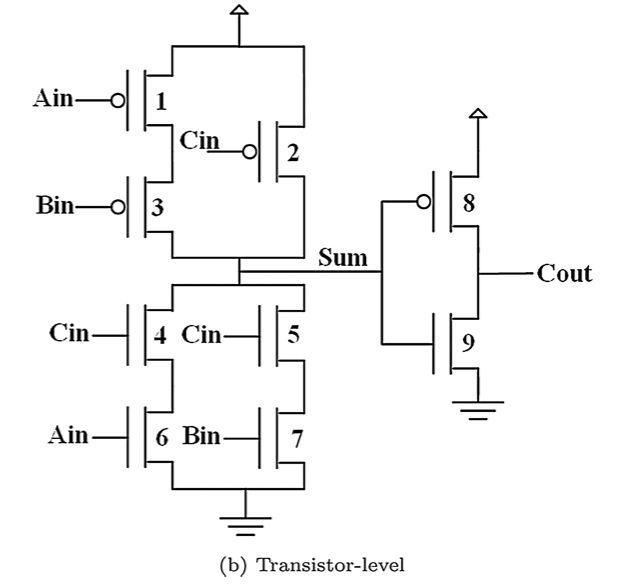 Ain 1
Cin 2
Bin 3
8
Sum
Cout
Cin 4 Cin 5
9
Ain 6 Bin 7
(b) Transistor-level